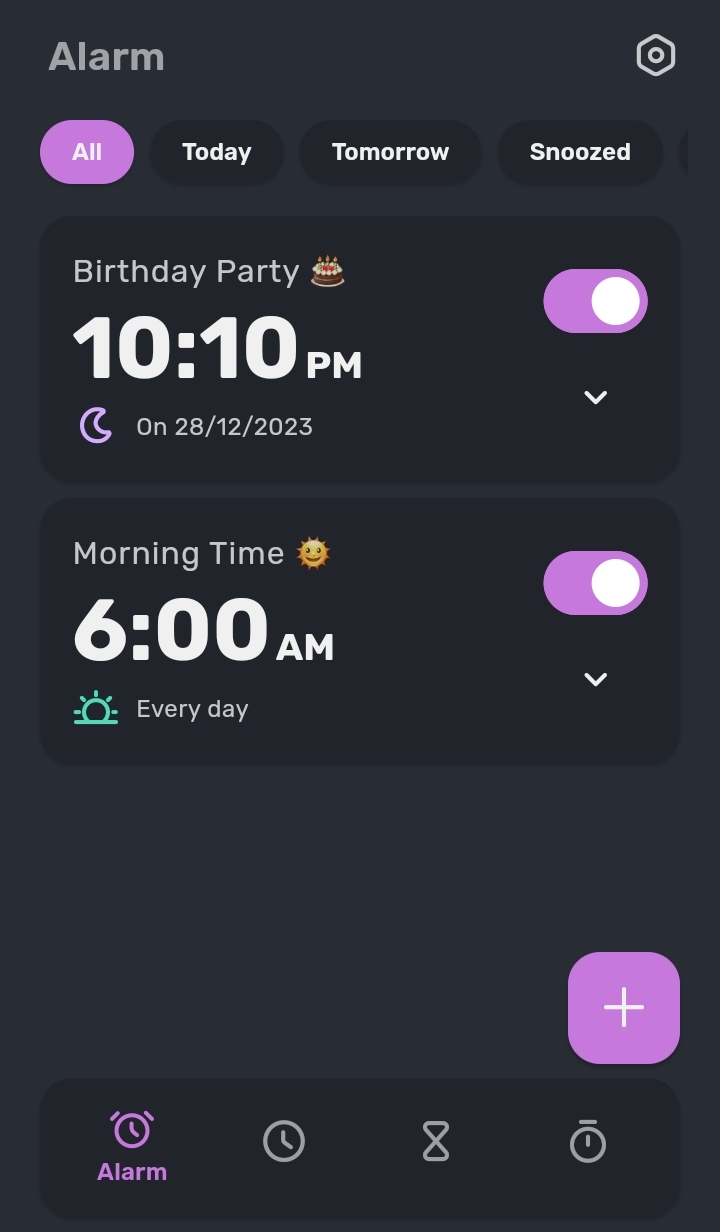 Alarm
All Today Tomorrow Snoozed
Birthday Party 🎂
10:10 PM
On 28/12/2023
Morning Time 🌞
6:00 AM
Every day
Alarm